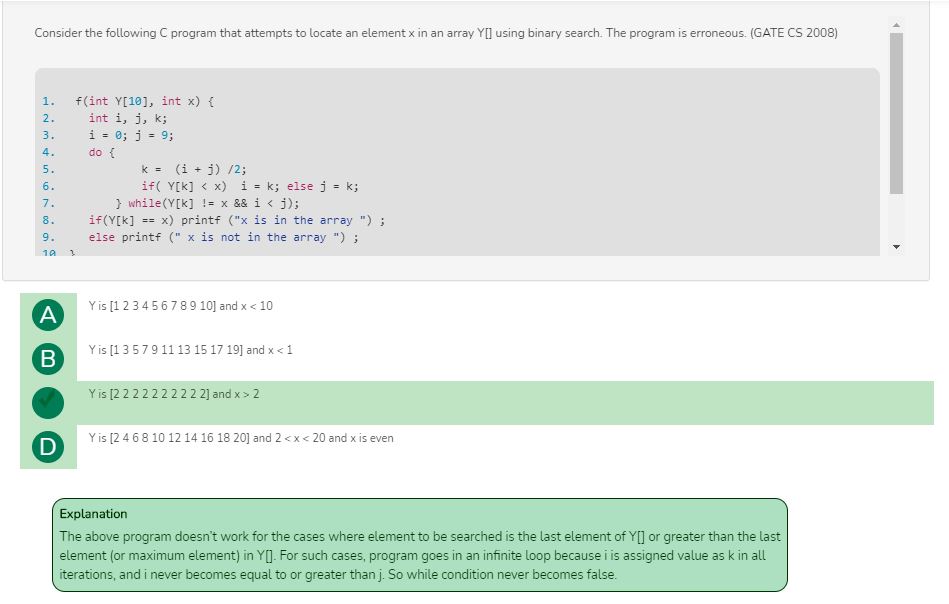 Consider the following C program that attempts to locate an element x in an array Y[] using binary search. The program is erroneous. (GATE CS 2008)
1. f(int Y[10], int x) {
2. int i, j, k;
3. i = 0; j = 9;
4. do {
5. k = (i + j) /2;
6. if( Y[k] < x) i = k; else j = k;
7. } while(Y[k] != x && i < j);
8. if(Y[k] == x) printf ("x is in the array ") ;
9. else printf (" x is not in the array ") ;
10 }
A Y is [1 2 3 4 5 6 7 8 9 10] and x < 10
B Y is [1 3 5 7 9 11 13 15 17 19] and x < 1
Y is [2 2 2 2 2 2 2 2 2 2] and x > 2
D Y is [2 4 6 8 10 12 14 16 18 20] and 2 < x < 20 and x is even
Explanation
The above program doesn't work for the cases where element to be searched is the last element of Y[] or greater than the last
element (or maximum element) in Y[]. For such cases, program goes in an infinite loop because i is assigned value as k in all
iterations, and i never becomes equal to or greater than j. So while condition never becomes false.